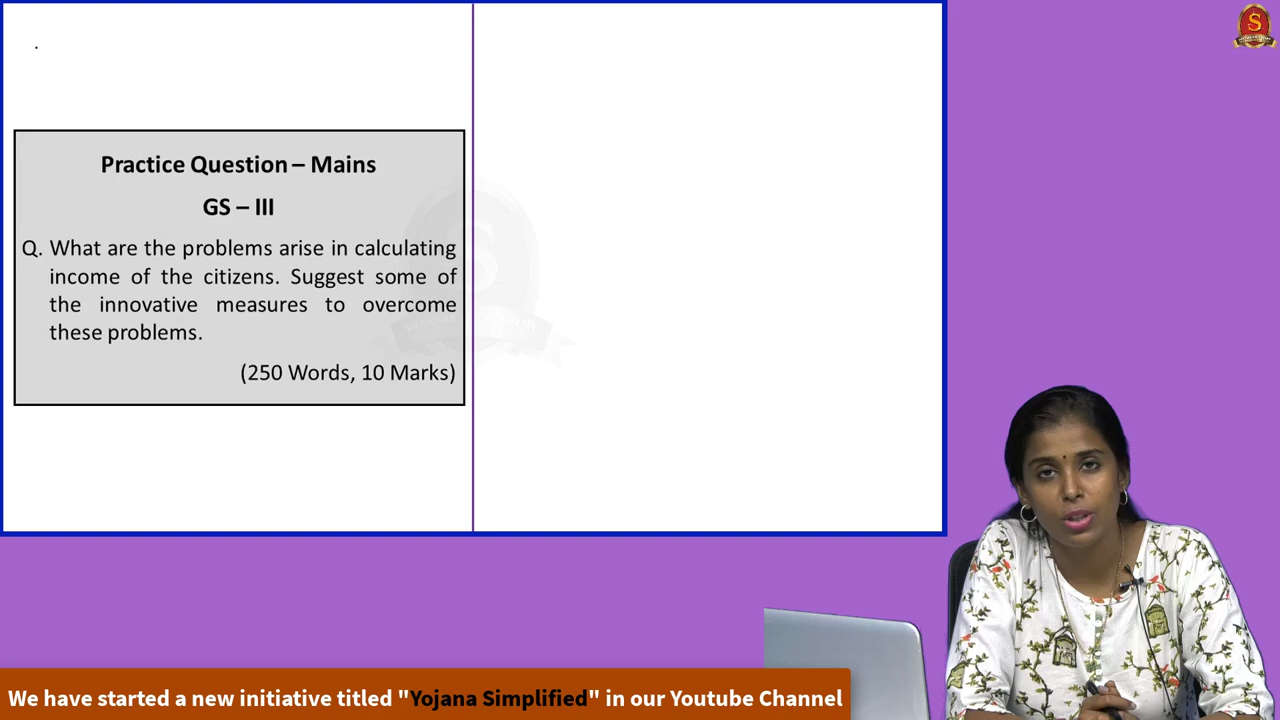 Practice Question – Mains
GS – III
Q. What are the problems arise in calculating
income of the citizens. Suggest some of
the innovative measures to overcome
these problems.
(250 Words, 10 Marks)
We have started a new initiative titled "Yojana Simplified" in our Youtube Channel